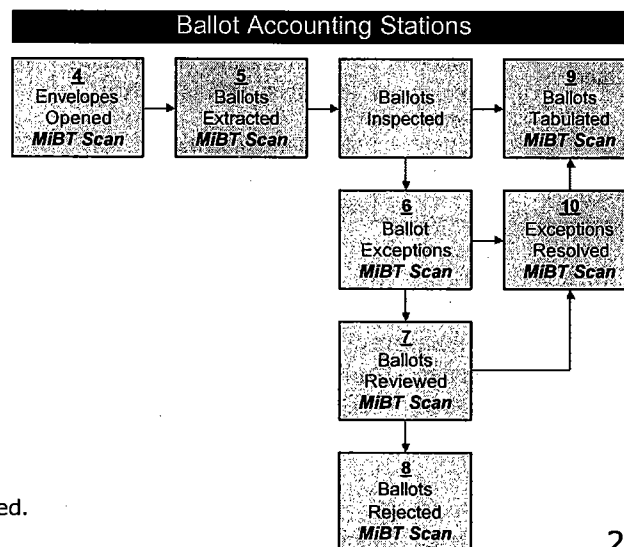 Ballot Accounting Stations
4
Envelopes
Opened
MiBT Scan
5
Ballots
Extracted
MiBT Scan
Ballots
Inspected
9
Ballots
Tabulated
MiBT Scan
6
Ballot
Exceptions
MiBT Scan
10
Exceptions
Resolved
MiBT Scan
7
Ballots
Reviewed
MiBT Scan
8
Ballots
Rejected
MiBT Scan
ed.
2